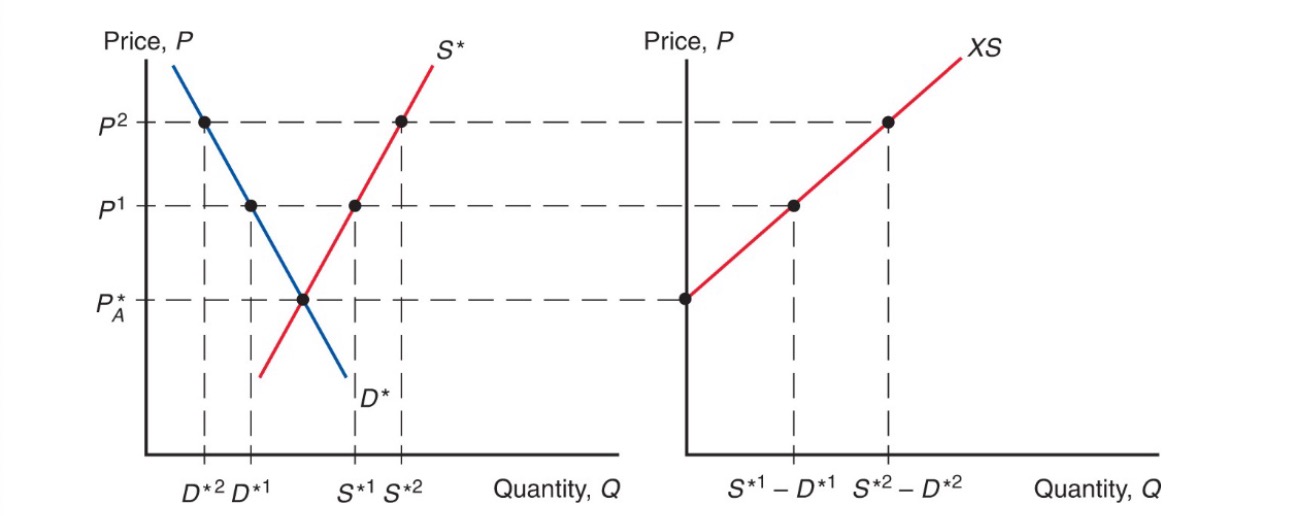 Price, P
S*
P²
P¹
P*A
D*
D*² D*¹ S*¹ S*² Quantity, Q
Price, P
XS
S*¹ – D*¹ S*² – D*² Quantity, Q